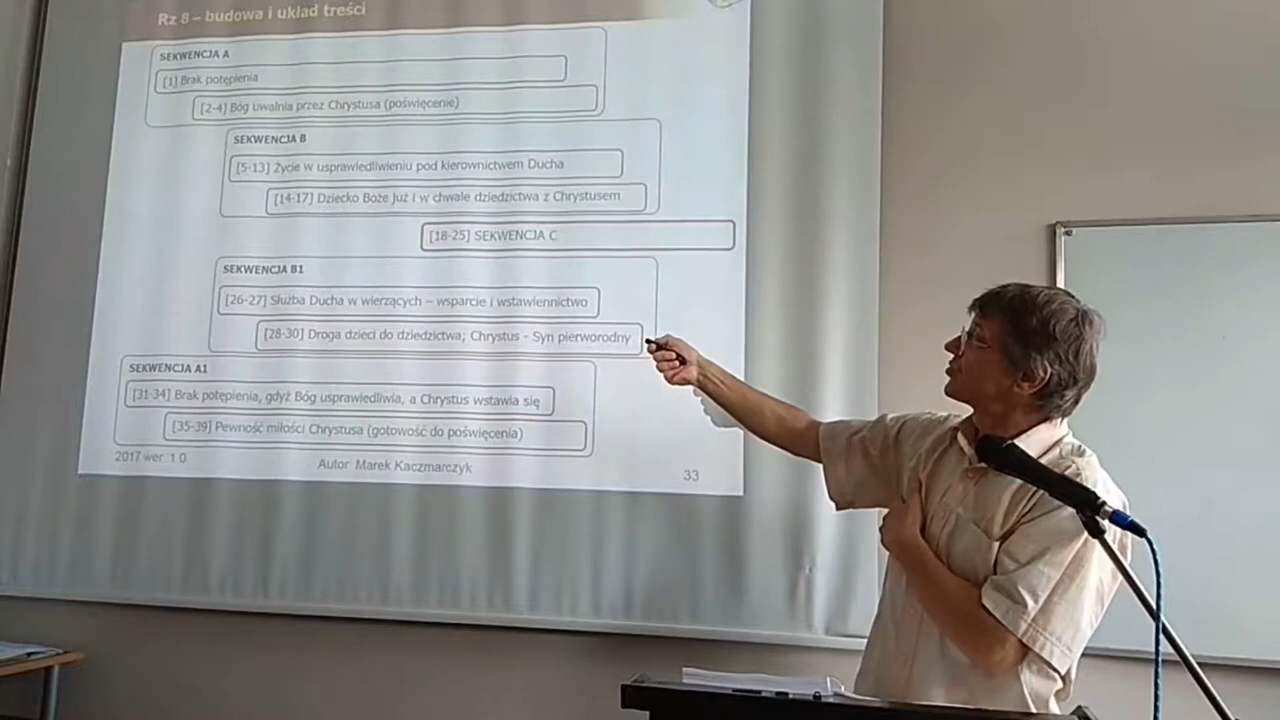 Rz 8 – budowa i układ treści
SEKWENCJA A
[1] Brak potępienia
[2-4] Bóg uwalnia przez Chrystusa (poświęcenie)
SEKWENCJA B
[5-13] Życie w usprawiedliwieniu pod kierownictwem Ducha
[14-17] Dziecko Boże już i w chwale dziedzictwa z Chrystusem
[18-25] SEKWENCJA C
SEKWENCJA B1
[26-27] Służba Ducha w wierzących – wsparcie i wstawiennictwo
[28-30] Droga dzieci do dziedzictwa; Chrystus - Syn pierworodny
SEKWENCJA A1
[31-34] Brak potępienia, gdyż Bóg usprawiedliwia, a Chrystus wstawia się
[35-39] Pewność miłości Chrystusa (gotowość do poświęcenia)
2017 wer. 1 0
Autor Marek Kaczmarczyk
33